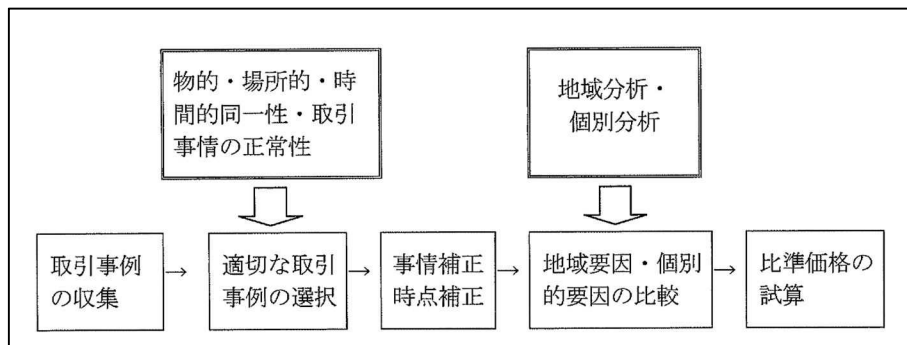 物的・場所的・時
間的同一性・取引
事情の正常性
地域分析・
個別分析
取引事例
の収集
→
適切な取引
事例の選択
→
事情補正
時点補正
→
地域要因・個別
的要因の比較
→
比準価格の
試算